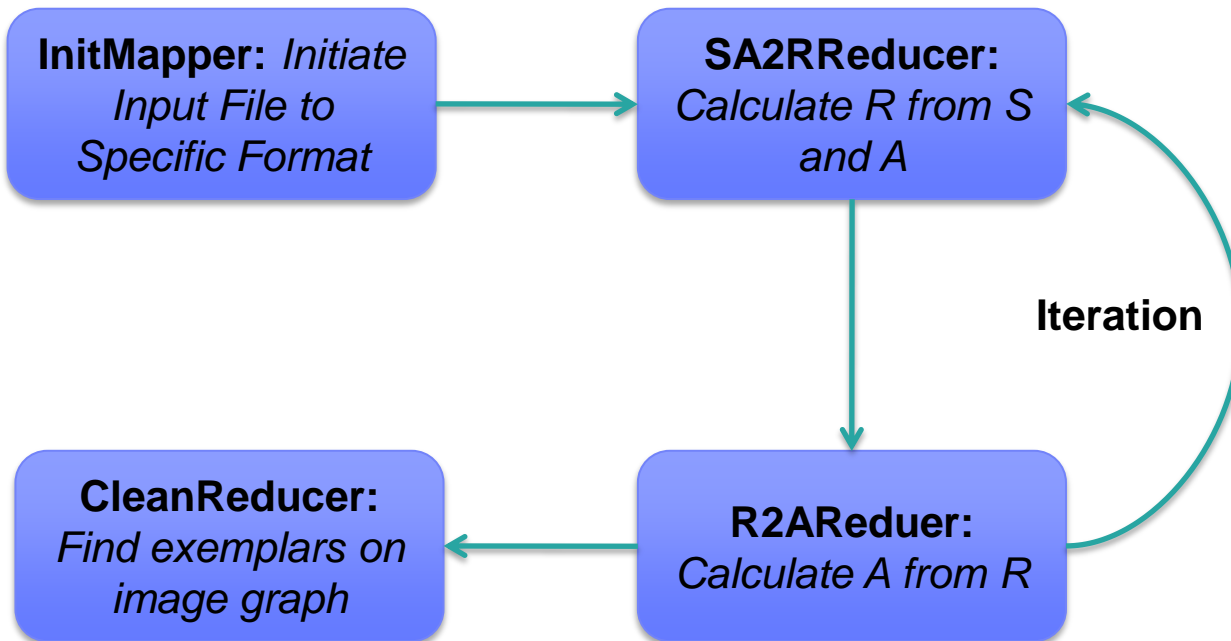 InitMapper: Initiate
Input File to
Specific Format
SA2RReducer:
Calculate R from S
and A
Iteration
CleanReducer:
Find exemplars on
image graph
R2AReduer:
Calculate A from R